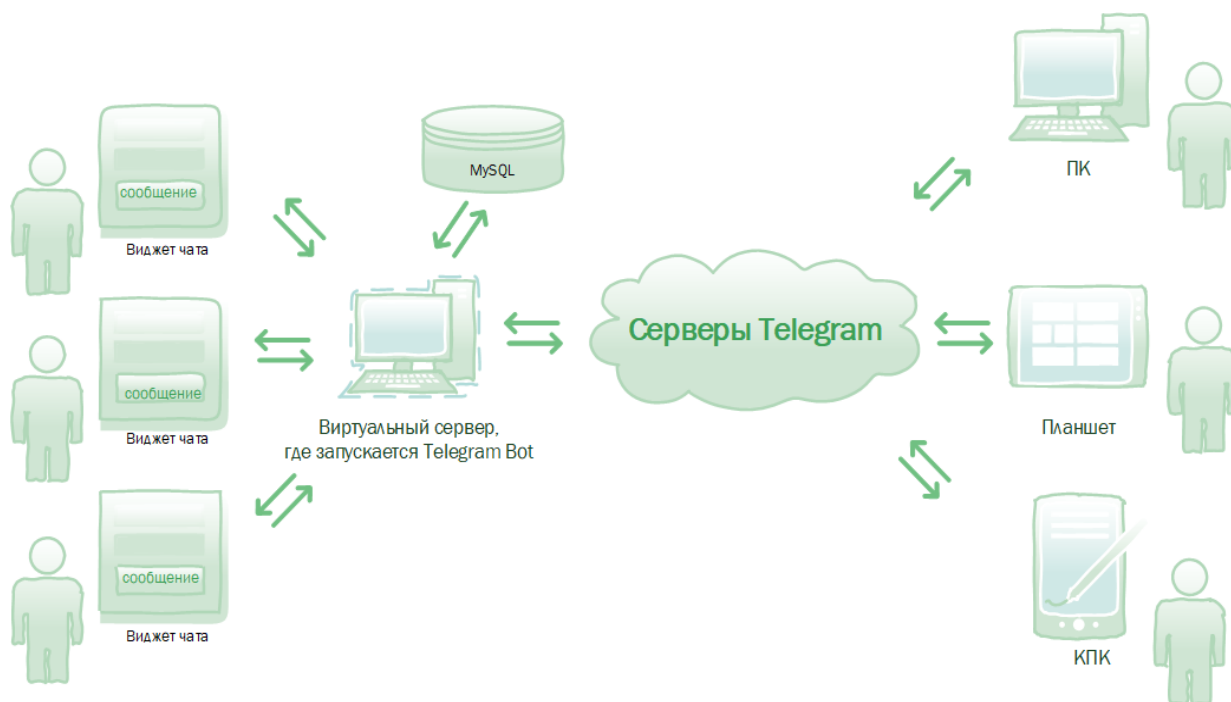 сообщение
Виджет чата
сообщение
Виджет чата
сообщение
Виджет чата
MySQL
Виртуальный сервер,
где запускается Telegram Bot
Серверы Telegram
ПК
Планшет
КПК